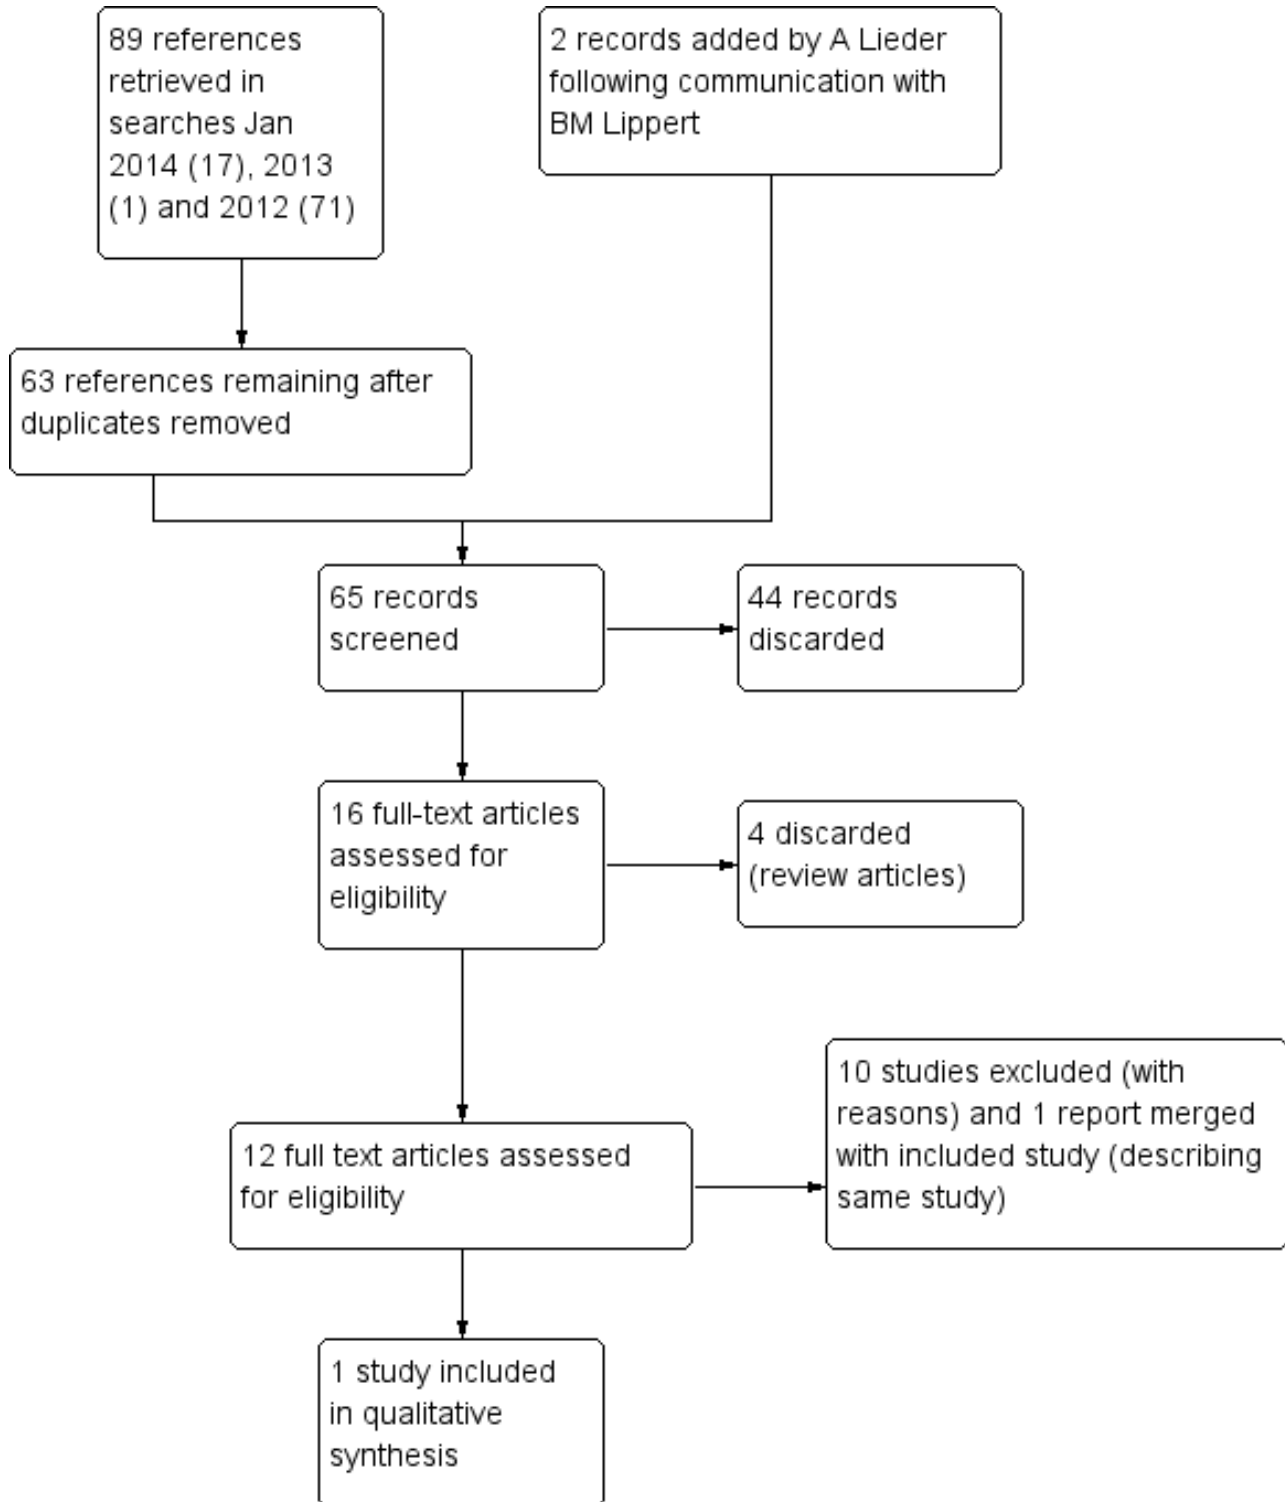 89 references
retrieved in
searches Jan
2014 (17), 2013
(1) and 2012 (71)
2 records added by A Lieder
following communication with
BM Lippert
63 references remaining after
duplicates removed
65 records
screened
44 records
discarded
16 full-text articles
assessed for
eligibility
4 discarded
(review articles)
10 studies excluded (with
reasons) and 1 report merged
with included study (describing
same study)
12 full text articles assessed
for eligibility
1 study included
in qualitative
synthesis